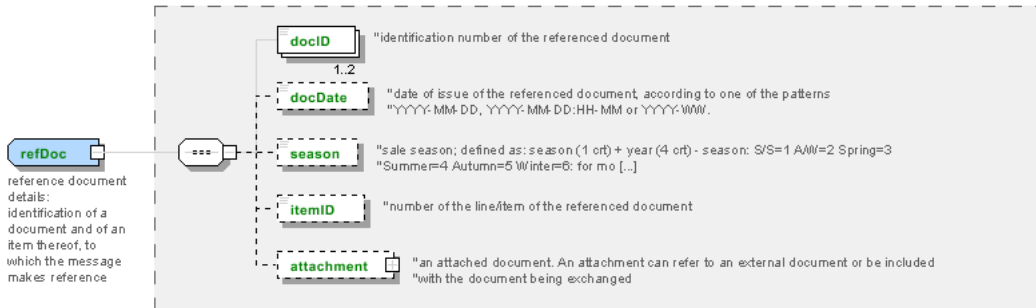 docID
"identification number of the referenced document
1..2
docDate
"date of issue of the referenced document, according to one of the patterns
"YYYY-MM-DD, YYYY-MM-DD:HH-MM or YYYY-WW.
refDoc
season
"sale season; defined as: season (1 crt) + year (4 crt) - season: S/S=1 A/W=2 Spring=3
"Summer=4 Autumn=5 Winter=6: for mo [...]
reference document
details:
identification of a
document and of an
item thereof, to
which the message
makes reference
itemID
"number of the line/item of the referenced document
attachment
"an attached document. An attachment can refer to an external document or be included
"with the document being exchanged